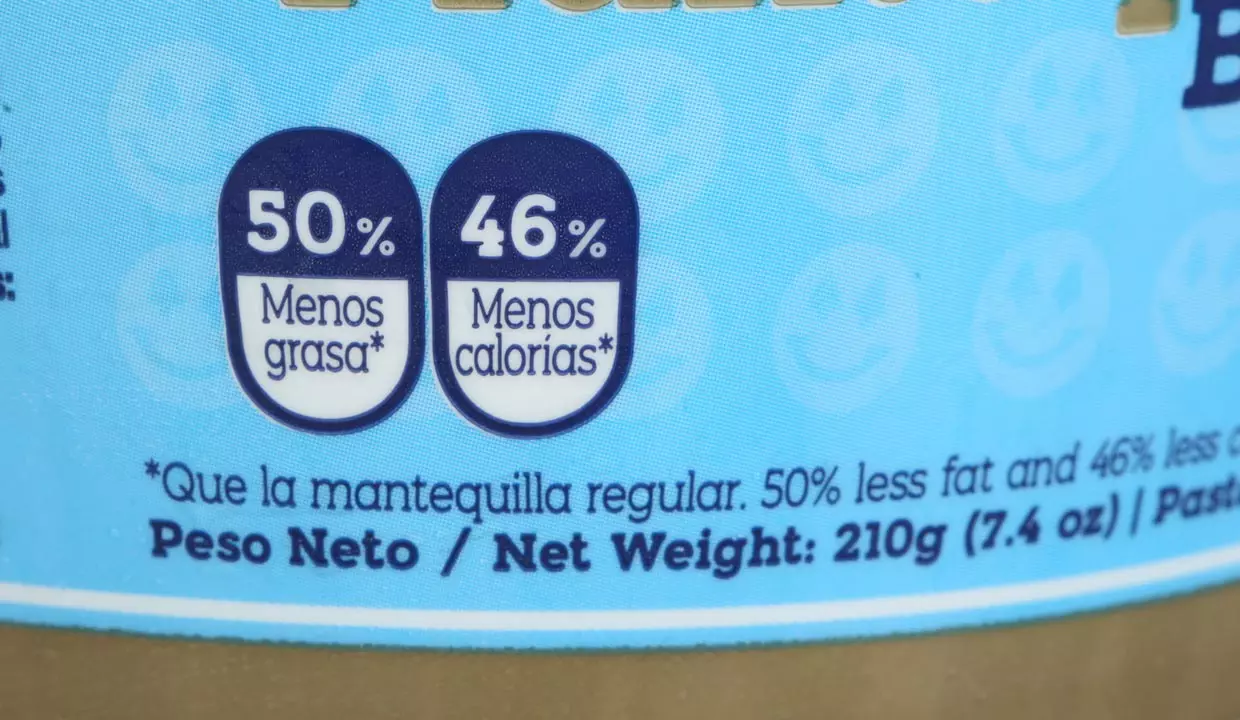 50%
Menos
grasa*
46%
Menos
calorías*
*Que la mantequilla regular. 50% less fat and 46% less
Peso Neto / Net Weight: 210g (7.4 oz) |